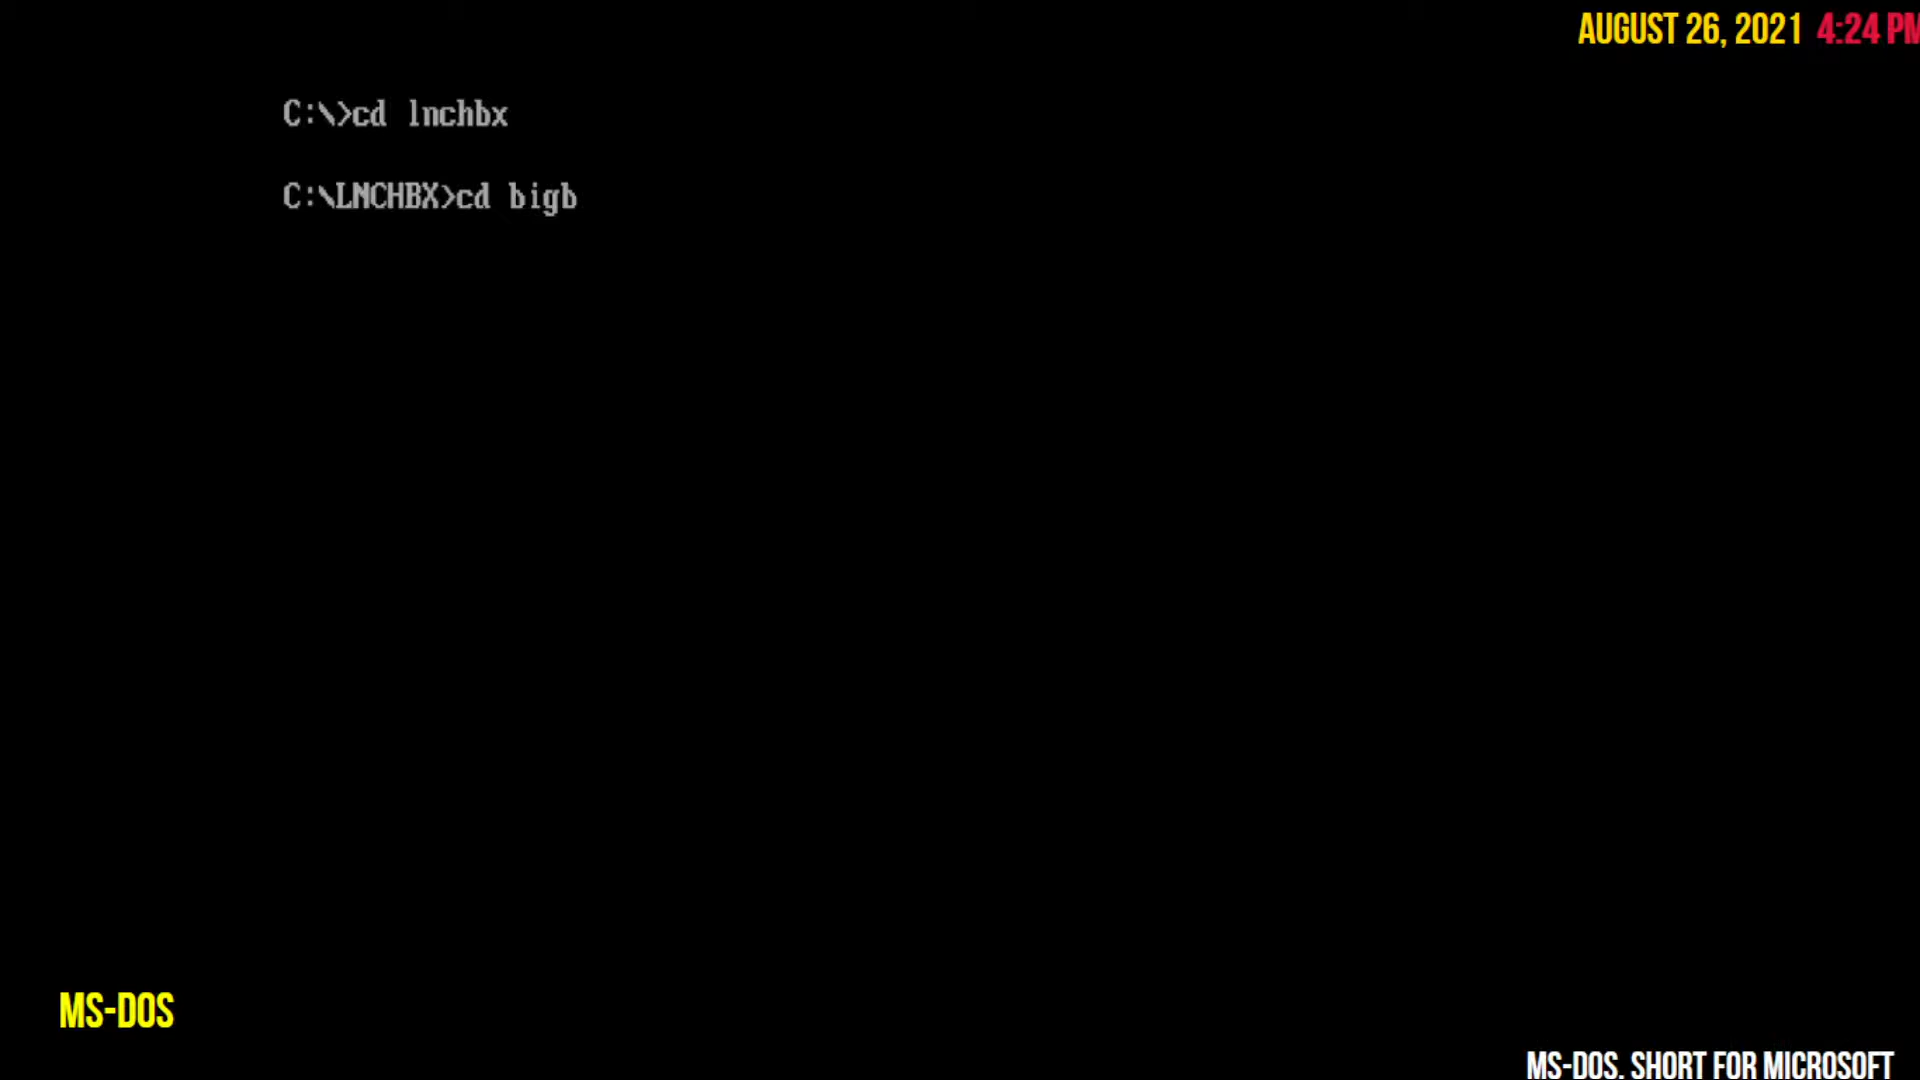 AUGUST 26, 2021 4:24 PM
C:\>cd lnchbx
C:\LNCHBX>cd bigb
MS-DOS
MS-DOS, SHORT FOR MICROSOFT